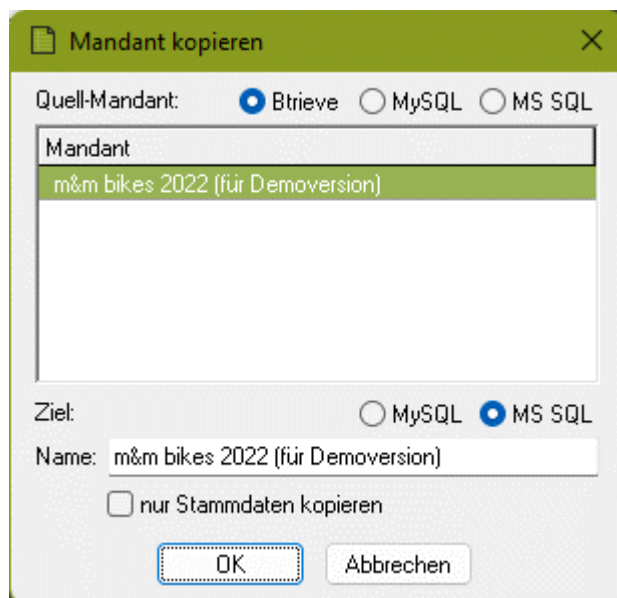 Mandant kopieren
Quell-Mandant: Btrieve MySQL MS SQL
Mandant
m&m bikes 2022 (für Demoversion)
Ziel: MySQL MS SQL
Name: m&m bikes 2022 (für Demoversion)
nur Stammdaten kopieren
OK Abbrechen